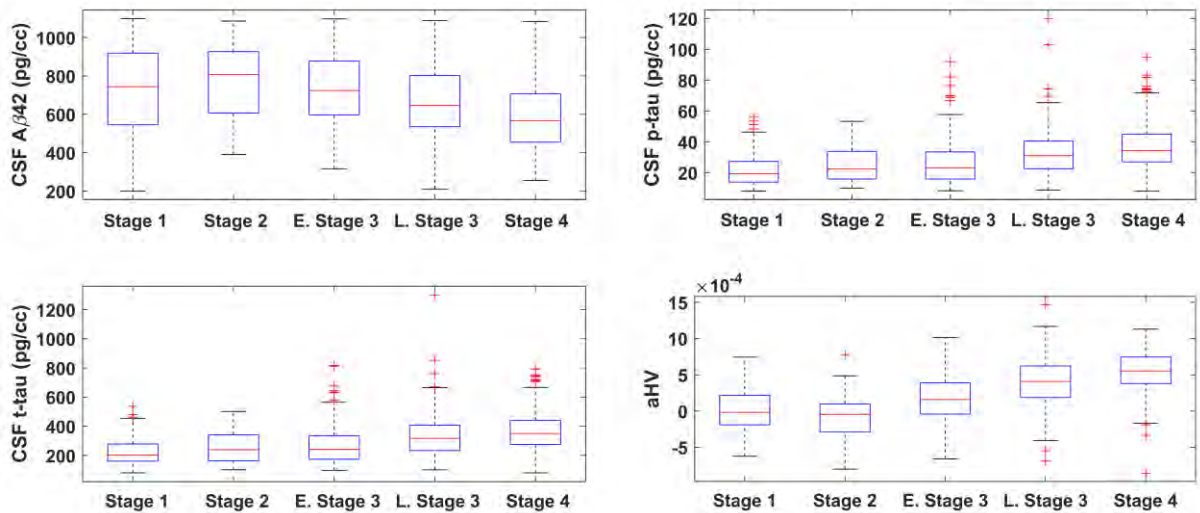 CSF Aβ42 (pg/cc)
1000
800
600
400
200
Stage 1 Stage 2 E. Stage 3 L. Stage 3 Stage 4
CSF p-tau (pg/cc)
120
100
80
60
40
20
Stage 1 Stage 2 E. Stage 3 L. Stage 3 Stage 4
CSF t-tau (pg/cc)
1200
1000
800
600
400
200
Stage 1 Stage 2 E. Stage 3 L. Stage 3 Stage 4
×10-4
aHV
15
10
5
0
-5
Stage 1 Stage 2 E. Stage 3 L. Stage 3 Stage 4